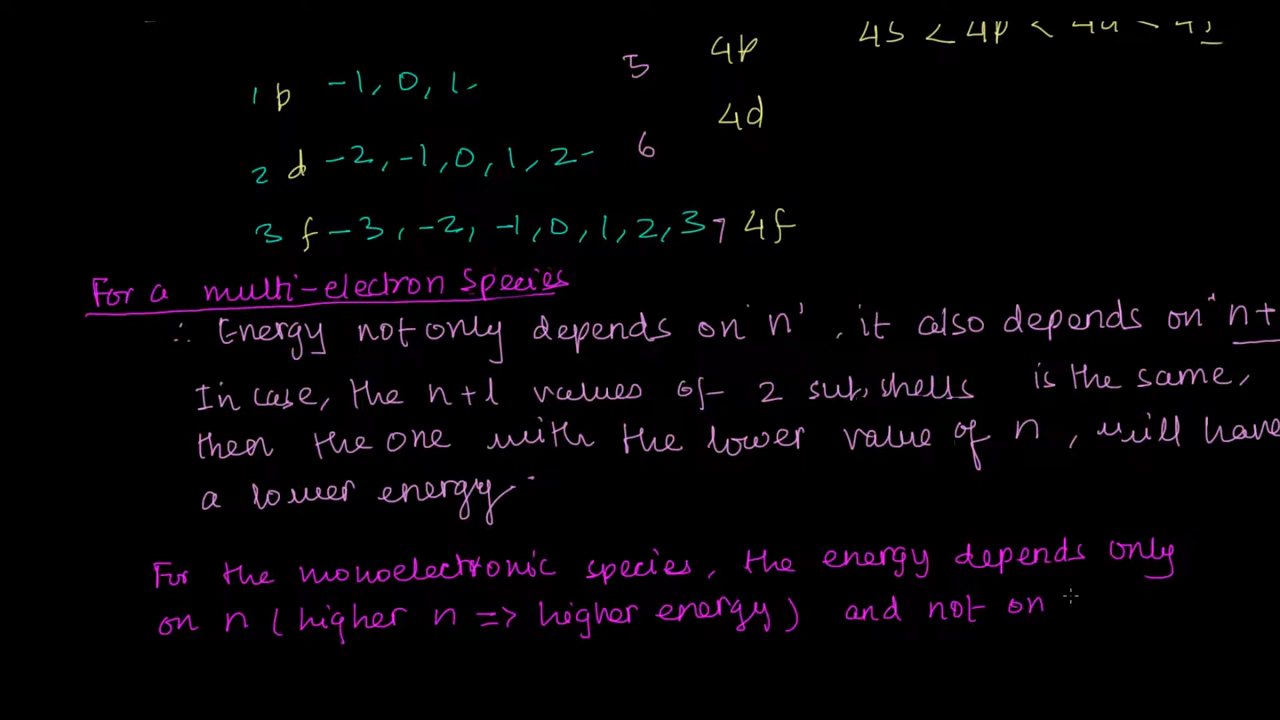 4s < 4p < 4d < 4f
1 p -1, 0, 1. 5 4p
4d
2 d -2, -1, 0, 1, 2- 6
3 f -3, -2, -1, 0, 1, 2, 3 7 4f
For a multi-electron species
∴ Energy not only depends on 'n', it also depends on 'n+
In case, the n+l values of 2 subshells is the same,
then the one with the lower value of n, will have
a lower energy.
For the monoelectronic species, the energy depends only
on n (higher n => higher energy) and not on